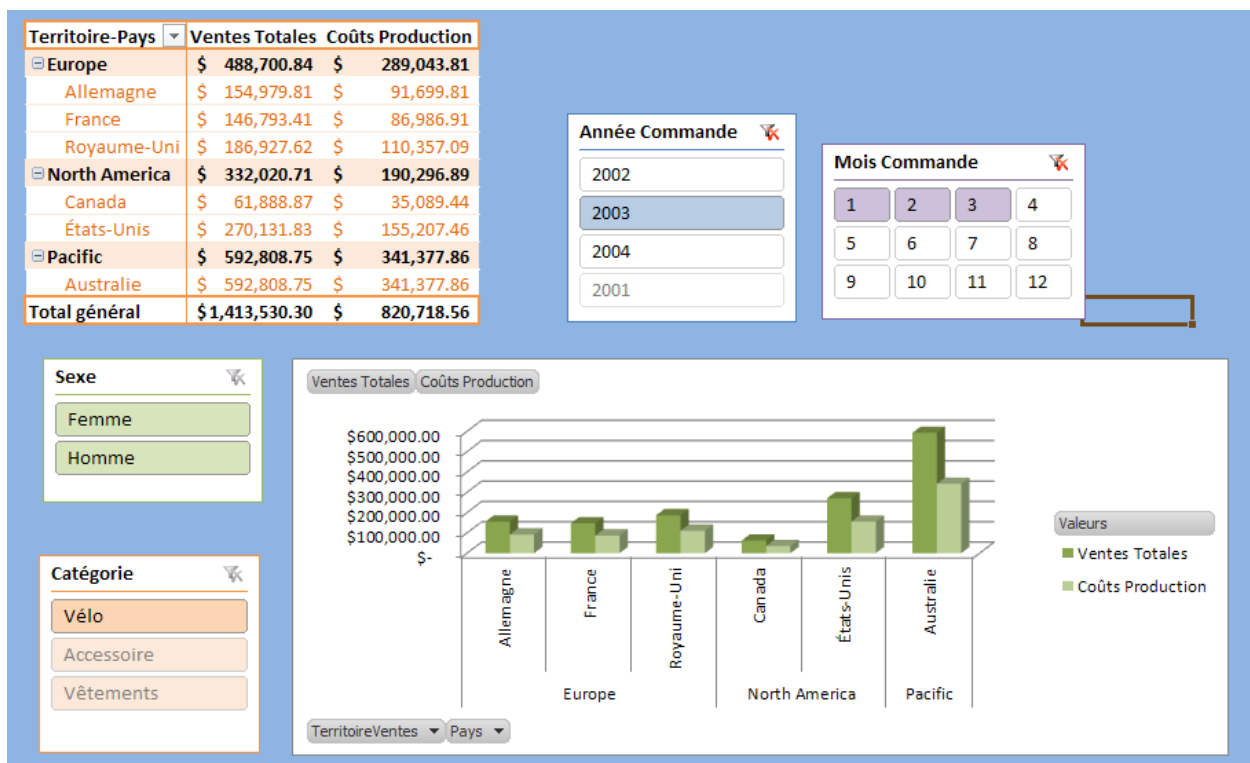 Territoire-Pays Ventes Totales Coûts Production
Europe $ 488,700.84 $ 289,043.81
Allemagne $ 154,979.81 $ 91,699.81
France $ 146,793.41 $ 86,986.91
Royaume-Uni $ 186,927.62 $ 110,357.09
North America $ 332,020.71 $ 190,296.89
Canada $ 61,888.87 $ 35,089.44
États-Unis $ 270,131.83 $ 155,207.46
Pacific $ 592,808.75 $ 341,377.86
Australie $ 592,808.75 $ 341,377.86
Total général $1,413,530.30 $ 820,718.56
Année Commande
2002
2003
2004
2001
Mois Commande
1 2 3 4
5 6 7 8
9 10 11 12
Sexe
Femme
Homme
Catégorie
Vélo
Accessoire
Vêtements
Ventes Totales Coûts Production
$600,000.00
$500,000.00
$400,000.00
$300,000.00
$200,000.00
$100,000.00
$-
Allemagne
France
Royaume-Uni
Canada
États-Unis
Australie
Europe North America Pacific
Valeurs
Ventes Totales
Coûts Production
TerritoireVentes Pays